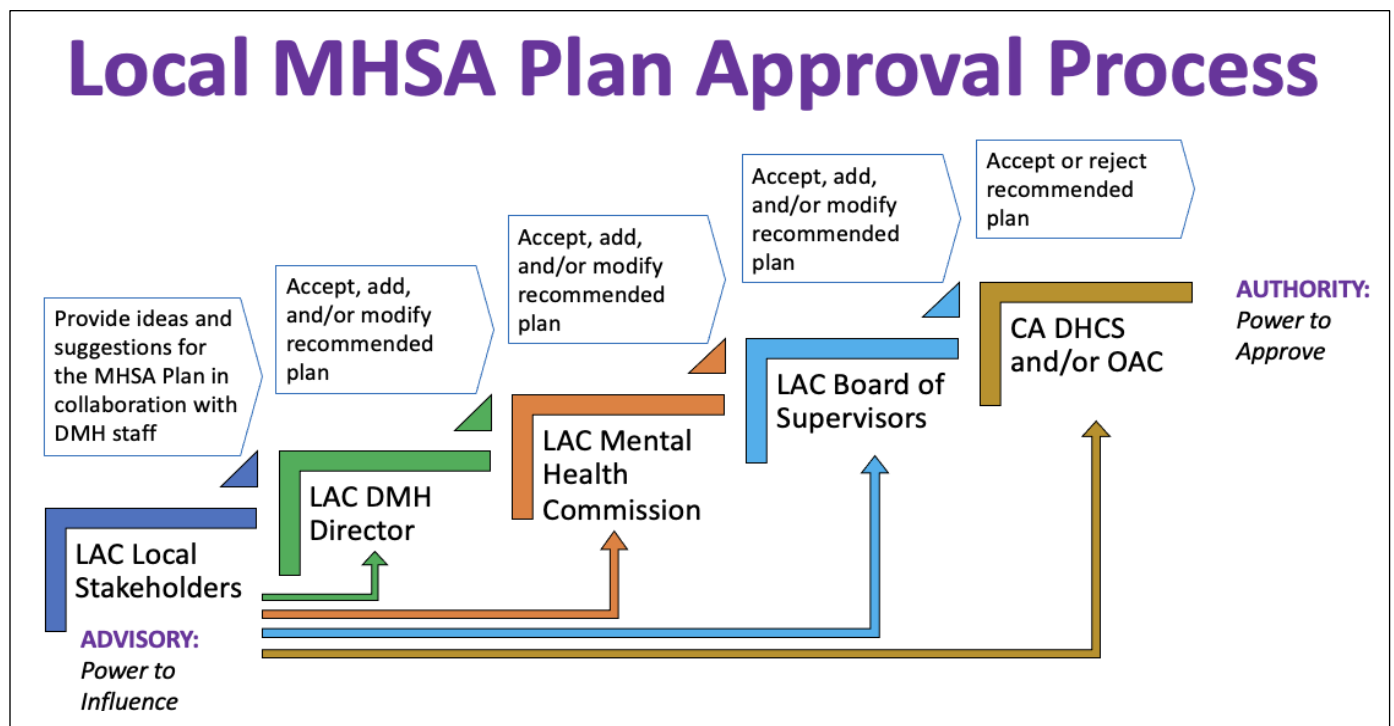 Local MHSA Plan Approval Process
Provide ideas and
suggestions for
the MHSA Plan in
collaboration with
DMH staff
LAC Local
Stakeholders
ADVISORY:
Power to
Influence
Accept, add,
and/or modify
recommended
plan
LAC DMH
Director
Accept, add,
and/or modify
recommended
plan
LAC Mental
Health
Commission
Accept, add,
and/or modify
recommended
plan
LAC Board of
Supervisors
Accept or reject
recommended
plan
CA DHCS
and/or OAC
AUTHORITY:
Power to
Approve